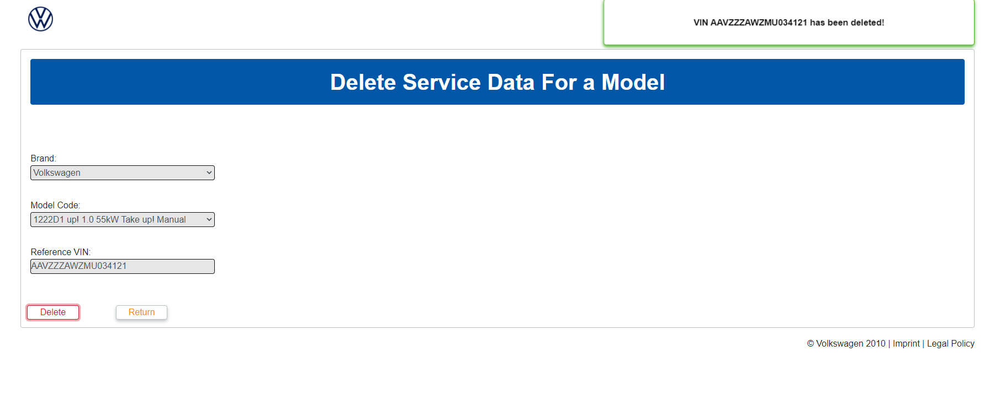 VIN AAVZZZAWZMU034121 has been deleted!
Delete Service Data For a Model
Brand:
Volkswagen
Model Code:
1222D1 up! 1.0 55kW Take up! Manual
Reference VIN:
AAVZZZAWZMU034121
Delete
Return
© Volkswagen 2010 | Imprint | Legal Policy